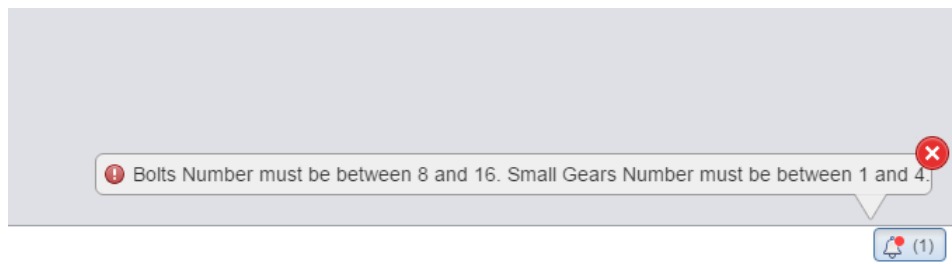 Bolts Number must be between 8 and 16. Small Gears Number must be between 1 and 4.
(1)